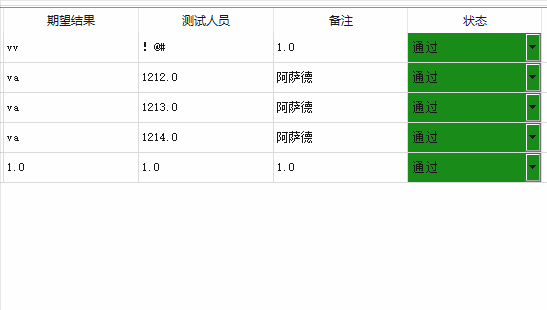 期望结果 测试人员 备注 状态
vv ！@# 1.0 通过
va 1212.0 阿萨德 通过
va 1213.0 阿萨德 通过
va 1214.0 阿萨德 通过
1.0 1.0 1.0 通过